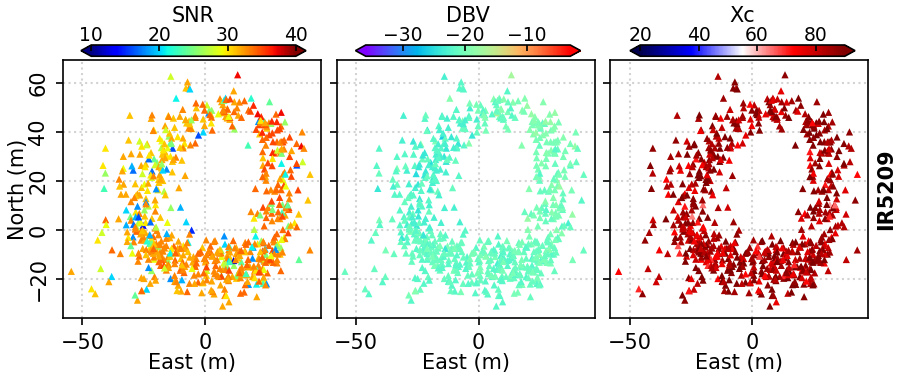 SNR
10 20 30 40
DBV
−30 −20 −10
Xc
20 40 60 80
North (m)
60
40
20
0
−20
−50 0
East (m)
−50 0
East (m)
−50 0
East (m)
IR5209